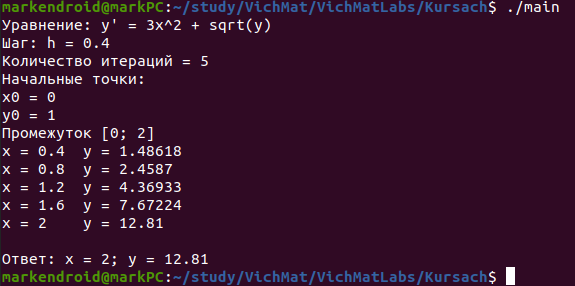 markendroid@markPC:~/study/VichMat/VichMatLabs/Kursach$ ./main
Уравнение: y' = 3x^2 + sqrt(y)
Шаг: h = 0.4
Количество итераций = 5
Начальные точки:
x0 = 0
y0 = 1
Промежуток [0; 2]
x = 0.4  y = 1.48618
x = 0.8  y = 2.4587
x = 1.2  y = 4.36933
x = 1.6  y = 7.67224
x = 2    y = 12.81
Ответ: x = 2; y = 12.81
markendroid@markPC:~/study/VichMat/VichMatLabs/Kursach$